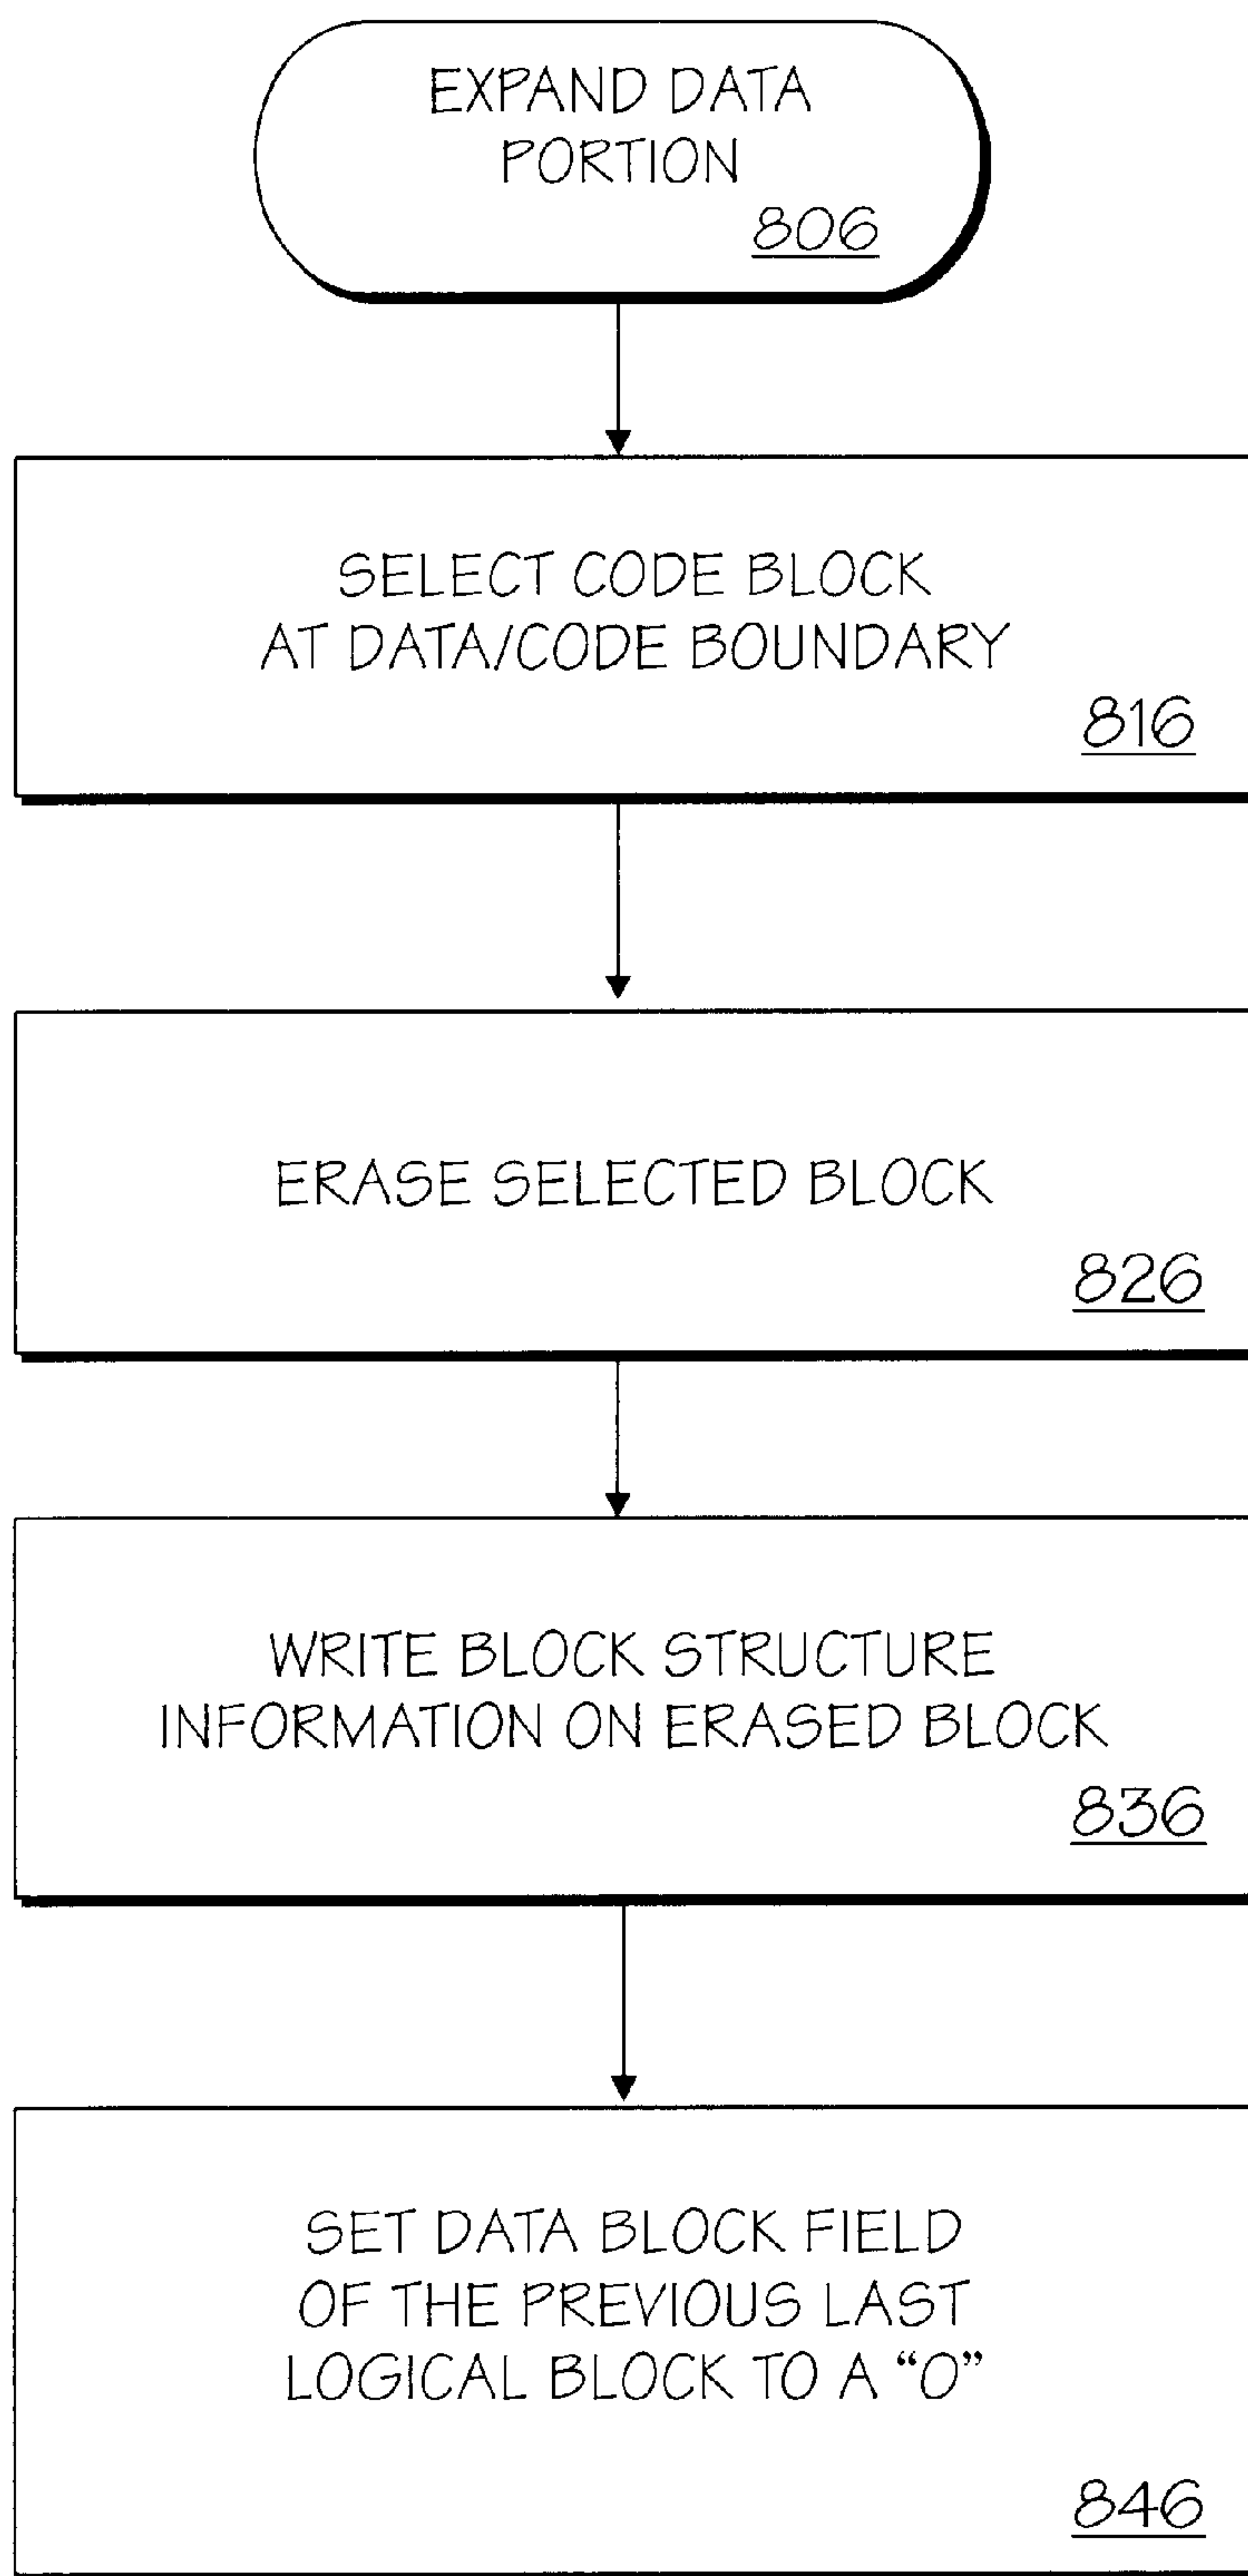 EXPAND DATA
PORTION
806
SELECT CODE BLOCK
AT DATA/CODE BOUNDARY
816
ERASE SELECTED BLOCK
826
WRITE BLOCK STRUCTURE
INFORMATION ON ERASED BLOCK
836
SET DATA BLOCK FIELD
OF THE PREVIOUS LAST
LOGICAL BLOCK TO A “0”
846